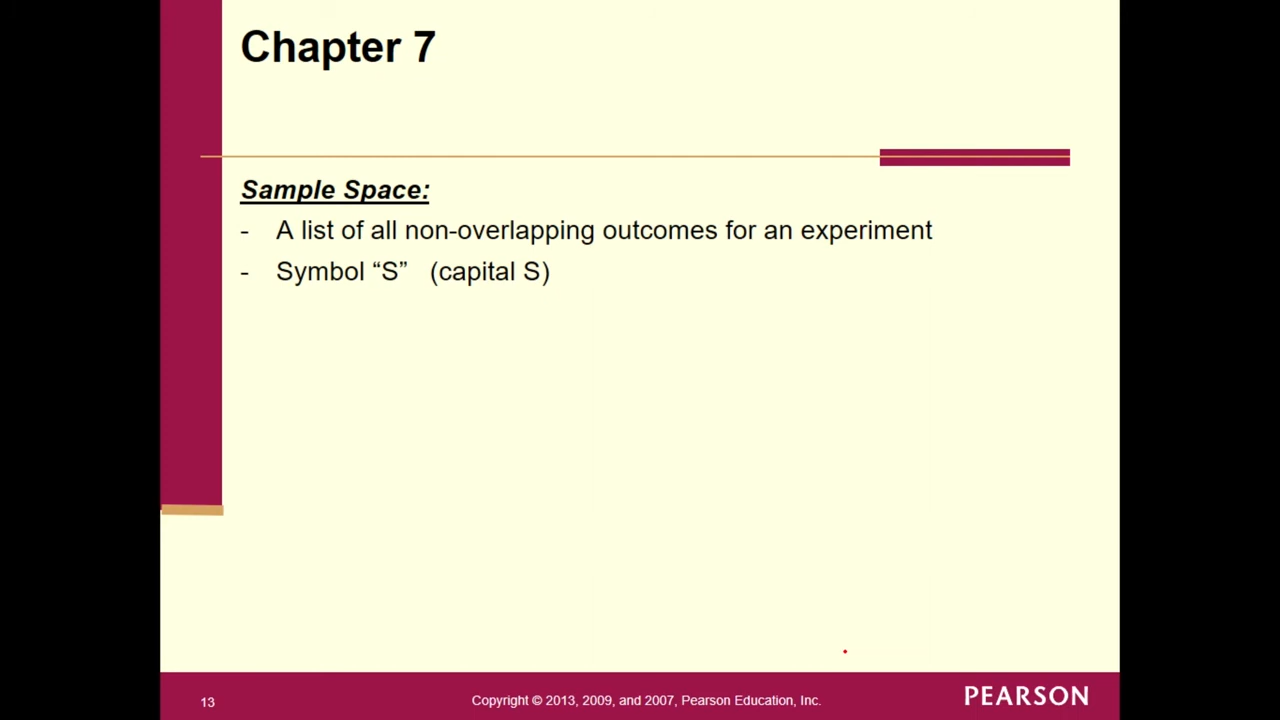 Chapter 7
Sample Space:
- A list of all non-overlapping outcomes for an experiment
- Symbol “S” (capital S)
13
Copyright © 2013, 2009, and 2007, Pearson Education, Inc.
PEARSON